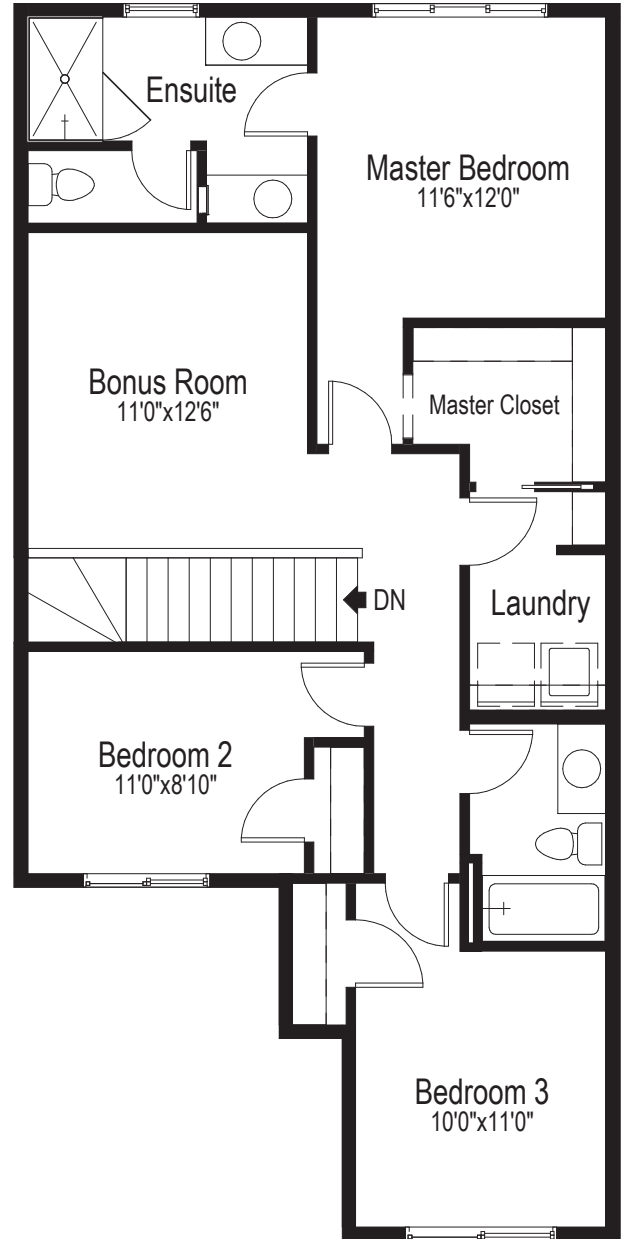 Ensuite
Master Bedroom
11'6"x12'0"
Bonus Room
11'0"x12'6"
Master Closet
DN
Laundry
Bedroom 2
11'0"x8'10"
Bedroom 3
10'0"x11'0"